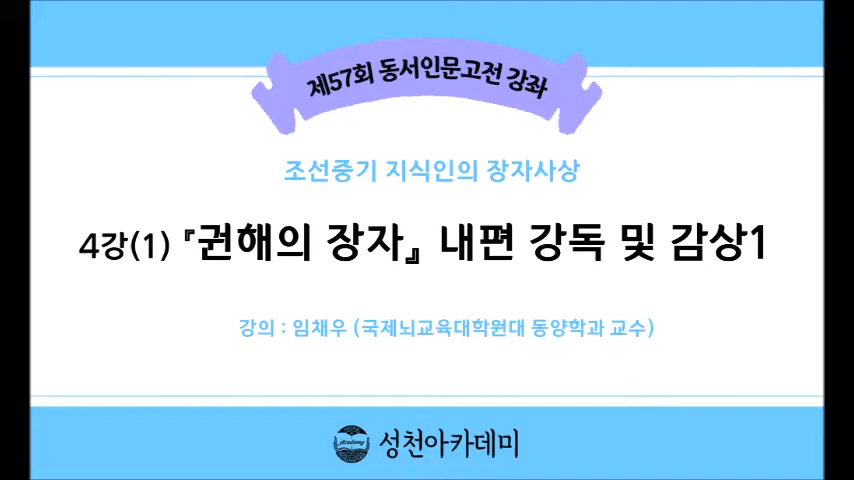 제57회 동서인문고전 강좌
조선중기 지식인의 장자사상
4강(1) 『권해의 장자』 내편 강독 및 감상1
강의 : 임채우 (국제뇌교육대학원대 동양학과 교수)
Academy
성천아카데미